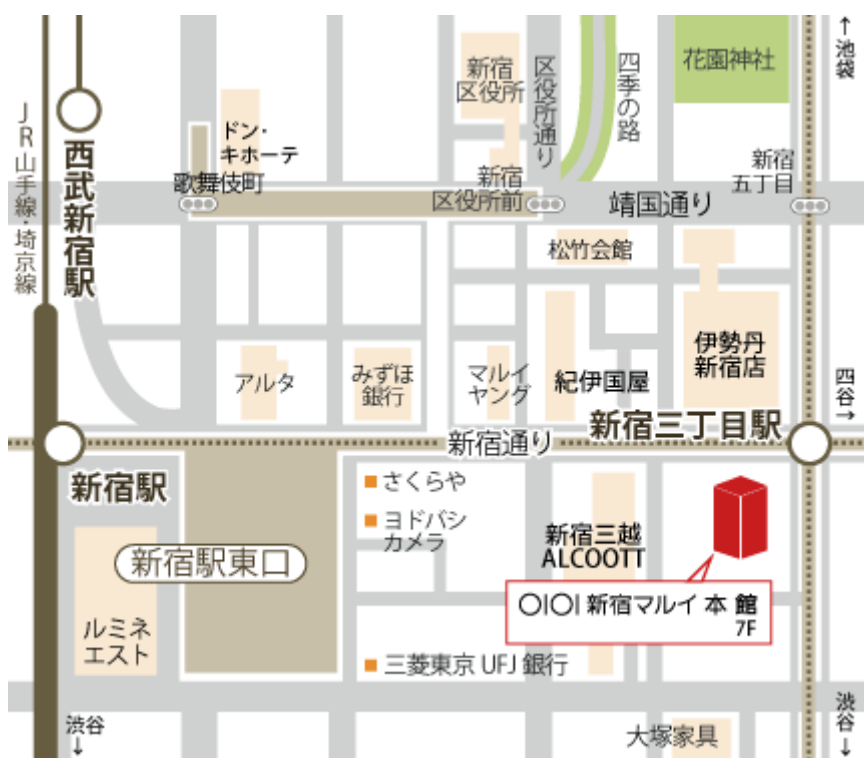 ↑池袋
花園神社
四季の路
区役所通り
新宿
区役所
ドン・
キホーテ
JR山手線・埼京線
西武新宿駅
歌舞伎町
新宿
区役所前
新宿
五丁目
靖国通り
松竹会館
伊勢丹
新宿店
アルタ
みずほ
銀行
マルイ
ヤング
紀伊国屋
四谷→
新宿三丁目駅
新宿通り
新宿駅
さくらや
ヨドバシ
カメラ
新宿三越
ALCOOTT
新宿駅東口
OIOI 新宿マルイ 本 館
7F
ルミネ
エスト
三菱東京 UFJ 銀行
渋谷
↓
大塚家具
渋谷↓